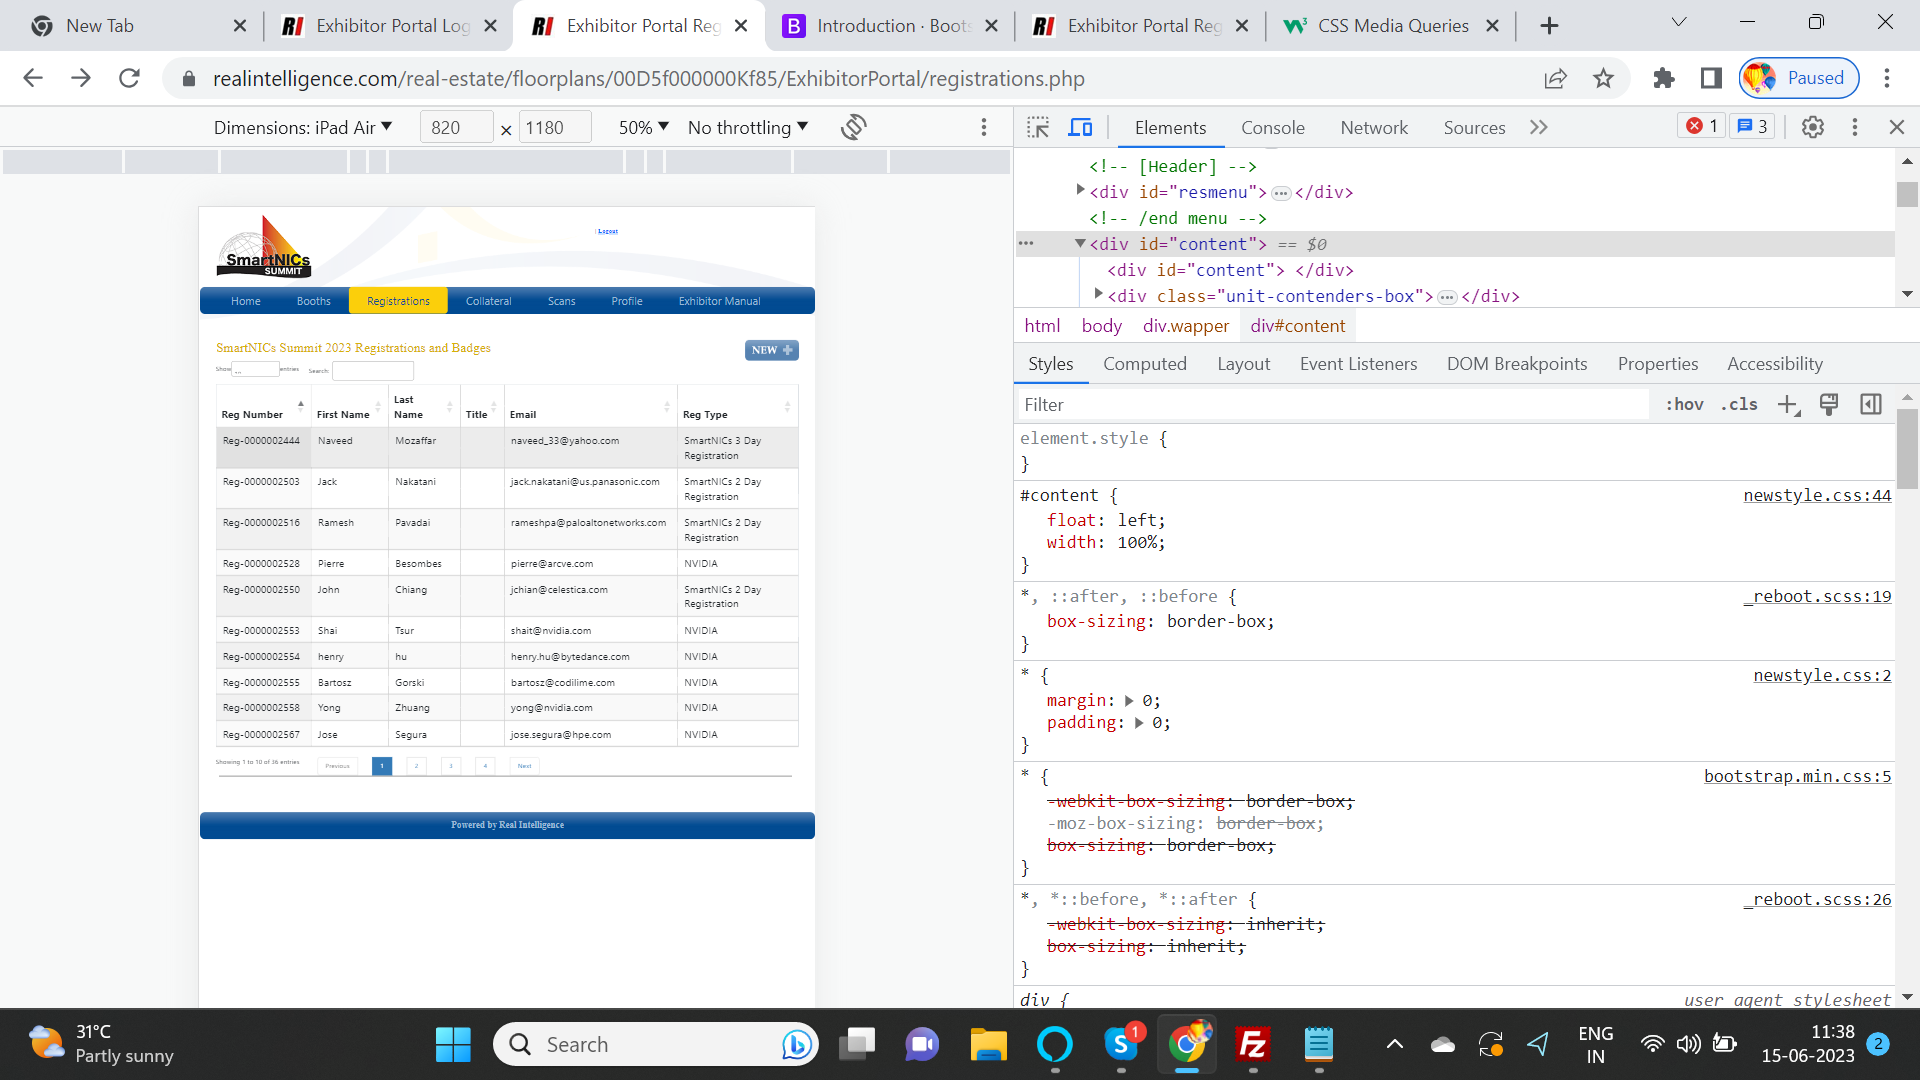 New Tab
Exhibitor Portal Log
Exhibitor Portal Reg
Introduction · Boots
Exhibitor Portal Reg
CSS Media Queries
realintelligence.com/real-estate/floorplans/00D5f000000Kf85/ExhibitorPortal/registrations.php
Paused
Dimensions: iPad Air
820 × 1180
50%
No throttling
Elements Console Network Sources
1
3
SmartNICs
SUMMIT
| Logout
Home Booths Registrations Collateral Scans Profile Exhibitor Manual
SmartNICs Summit 2023 Registrations and Badges
NEW
Show entries Search:
Reg Number First Name Last Name Title Email Reg Type
Reg-0000002444 Naveed Mozaffar naveed_33@yahoo.com SmartNICs 3 Day Registration
Reg-0000002503 Jack Nakatani jack.nakatani@us.panasonic.com SmartNICs 2 Day Registration
Reg-0000002516 Ramesh Pavadai rameshpa@paloaltonetworks.com SmartNICs 2 Day Registration
Reg-0000002528 Pierre Besombes pierre@arcve.com NVIDIA
Reg-0000002550 John Chiang jchian@celestica.com SmartNICs 2 Day Registration
Reg-0000002553 Shai Tsur shait@nvidia.com NVIDIA
Reg-0000002554 henry hu henry.hu@bytedance.com NVIDIA
Reg-0000002555 Bartosz Gorski bartosz@codilime.com NVIDIA
Reg-0000002558 Yong Zhuang yong@nvidia.com NVIDIA
Reg-0000002567 Jose Segura jose.segura@hpe.com NVIDIA
Showing 1 to 10 of 36 entries Previous 1 2 3 4 Next
Powered by Real Intelligence
<!-- [Header] -->
<div id="resmenu"> ••• </div>
<!-- /end menu -->
••• <div id="content"> == $0
<div id="content"> </div>
<div class="unit-contenders-box"> ••• </div>
html body div.wapper div#content
Styles Computed Layout Event Listeners DOM Breakpoints Properties Accessibility
Filter :hov .cls
element.style {
}
#content { newstyle.css:44
float: left;
width: 100%;
}
*, ::after, ::before { _reboot.scss:19
box-sizing: border-box;
}
* { newstyle.css:2
margin: 0;
padding: 0;
}
* { bootstrap.min.css:5
-webkit-box-sizing: border-box;
-moz-box-sizing: border-box;
box-sizing: border-box;
}
*, *::before, *::after { _reboot.scss:26
-webkit-box-sizing: inherit;
box-sizing: inherit;
}
div { user agent stylesheet
31°C
Partly sunny
Search
1
ENG
IN
11:38
15-06-2023
2